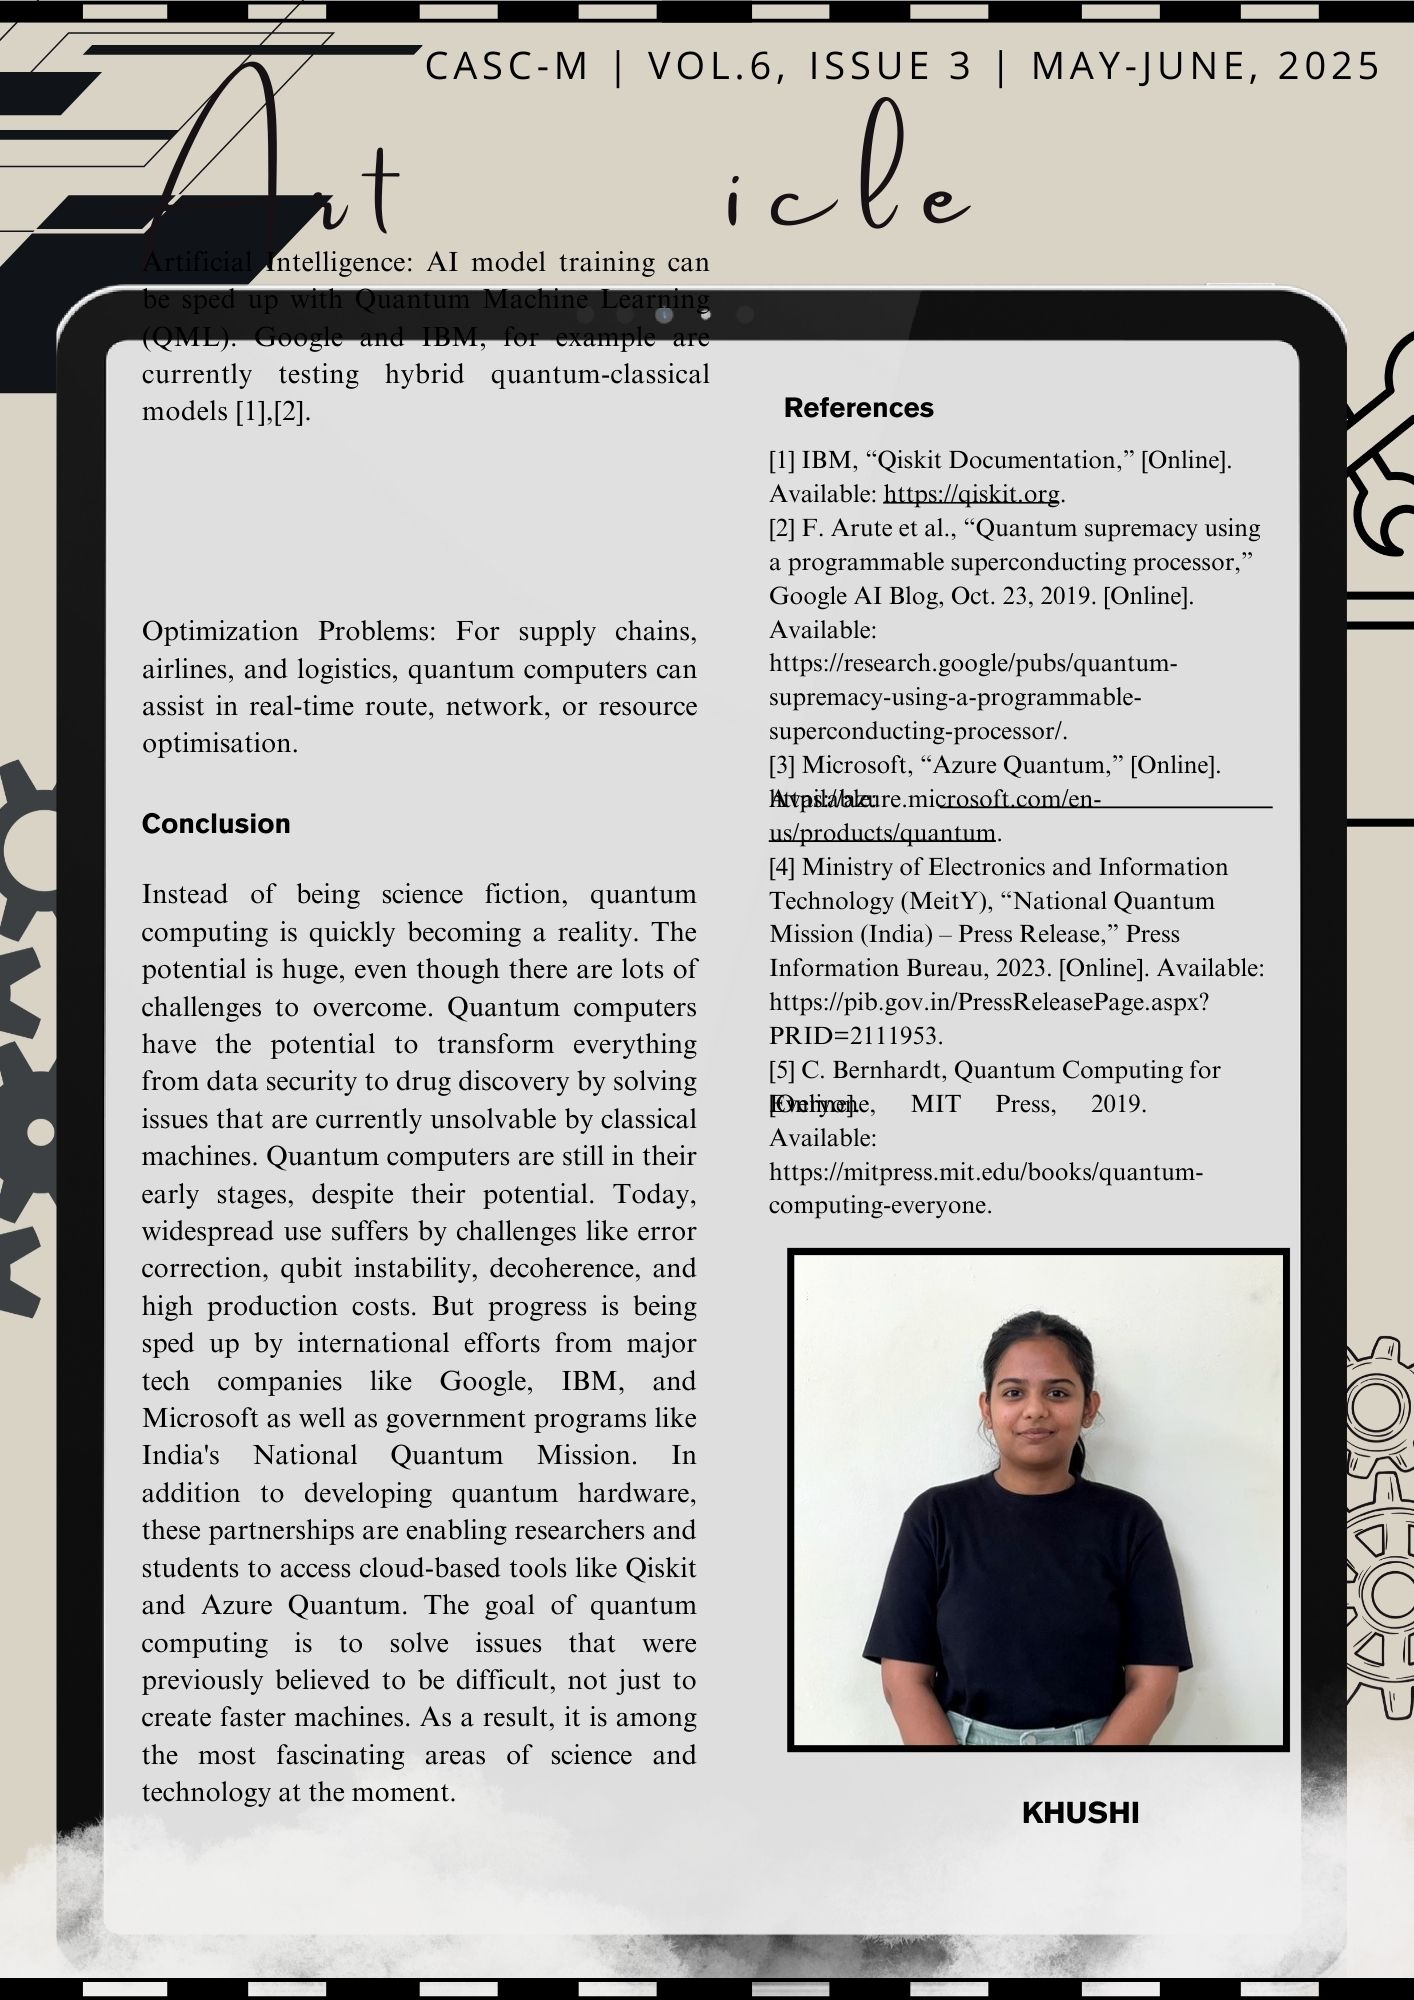 CASC-M | VOL.6, ISSUE 3 | MAY-JUNE, 2025
Art icle
Artificial Intelligence: AI model training can
be sped up with Quantum Machine Learning
(QML). Google and IBM, for example are
currently testing hybrid quantum-classical
models [1],[2].
Optimization Problems: For supply chains,
airlines, and logistics, quantum computers can
assist in real-time route, network, or resource
optimisation.
Conclusion
Instead of being science fiction, quantum
computing is quickly becoming a reality. The
potential is huge, even though there are lots of
challenges to overcome. Quantum computers
have the potential to transform everything
from data security to drug discovery by solving
issues that are currently unsolvable by classical
machines. Quantum computers are still in their
early stages, despite their potential. Today,
widespread use suffers by challenges like error
correction, qubit instability, decoherence, and
high production costs. But progress is being
sped up by international efforts from major
tech companies like Google, IBM, and
Microsoft as well as government programs like
India's National Quantum Mission. In
addition to developing quantum hardware,
these partnerships are enabling researchers and
students to access cloud-based tools like Qiskit
and Azure Quantum. The goal of quantum
computing is to solve issues that were
previously believed to be difficult, not just to
create faster machines. As a result, it is among
the most fascinating areas of science and
technology at the moment.
References
[1] IBM, “Qiskit Documentation,” [Online].
Available: https://qiskit.org.
[2] F. Arute et al., “Quantum supremacy using
a programmable superconducting processor,”
Google AI Blog, Oct. 23, 2019. [Online].
Available:
https://research.google/pubs/quantum-
supremacy-using-a-programmable-
superconducting-processor/.
[3] Microsoft, “Azure Quantum,” [Online].
Available:
https://azure.microsoft.com/en-
us/products/quantum.
[4] Ministry of Electronics and Information
Technology (MeitY), “National Quantum
Mission (India) – Press Release,” Press
Information Bureau, 2023. [Online]. Available:
https://pib.gov.in/PressReleasePage.aspx?
PRID=2111953.
[5] C. Bernhardt, Quantum Computing for
Everyone, MIT Press, 2019.
[Online].
Available:
https://mitpress.mit.edu/books/quantum-
computing-everyone.
KHUSHI